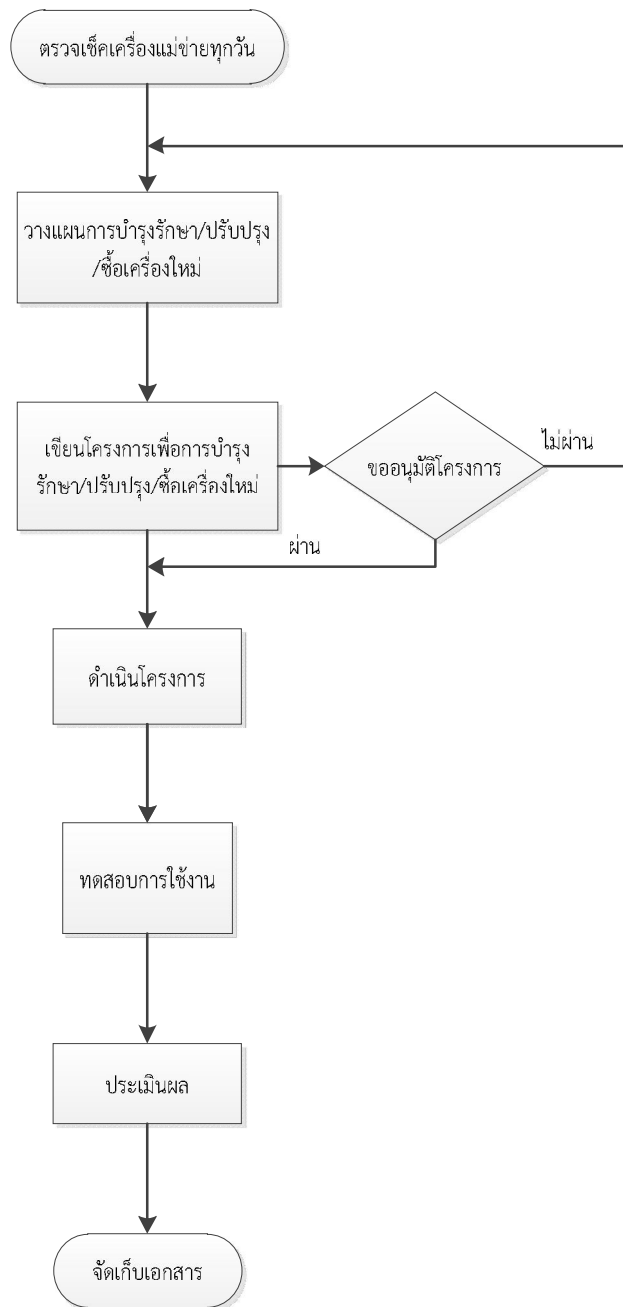 ตรวจเช็คเครื่องแม่ข่ายทุกวัน
วางแผนการบำรุงรักษา/ปรับปรุง
/ซื้อเครื่องใหม่
เขียนโครงการเพื่อการบำรุง
รักษา/ปรับปรุง/ซื้อเครื่องใหม่
ขออนุมัติโครงการ
ไม่ผ่าน
ผ่าน
ดำเนินโครงการ
ทดสอบการใช้งาน
ประเมินผล
จัดเก็บเอกสาร